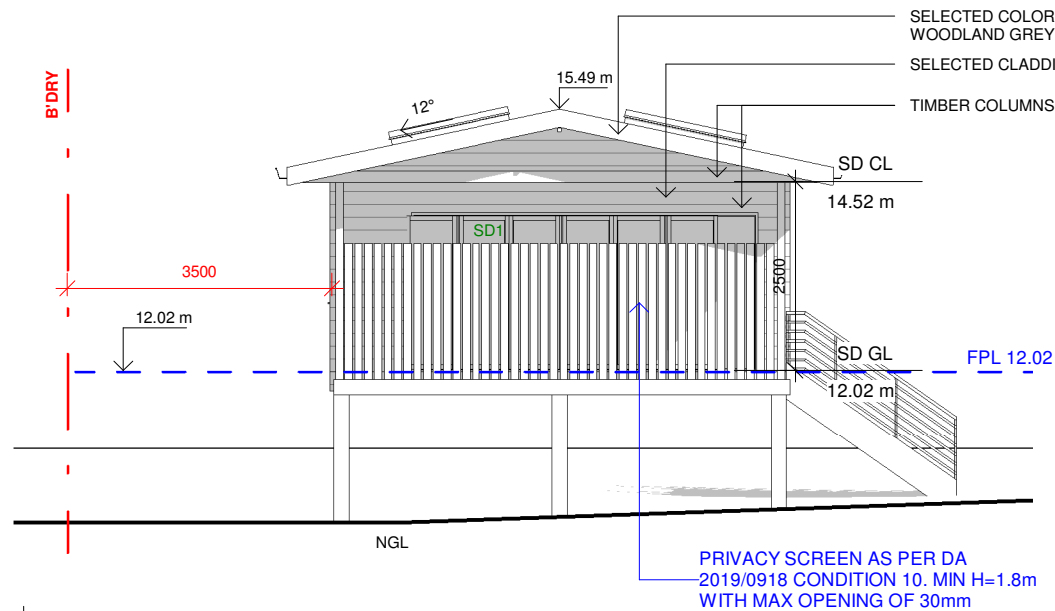 SELECTED COLOR
WOODLAND GREY
SELECTED CLADDI
TIMBER COLUMNS
B'DRY
15.49 m
12°
SD CL
14.52 m
SD1
3500
2500
12.02 m
SD GL
FPL 12.02
12.02 m
NGL
PRIVACY SCREEN AS PER DA
2019/0918 CONDITION 10. MIN H=1.8m
WITH MAX OPENING OF 30mm